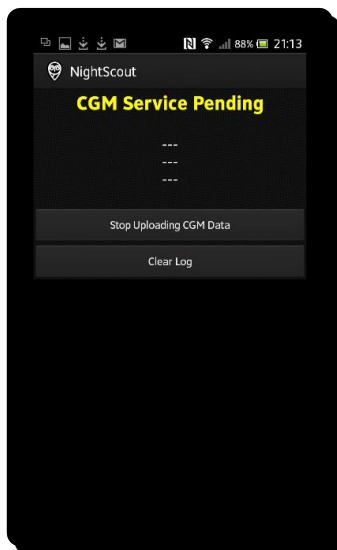 88% 21:13
NightScout
CGM Service Pending
---
---
---
Stop Uploading CGM Data
Clear Log